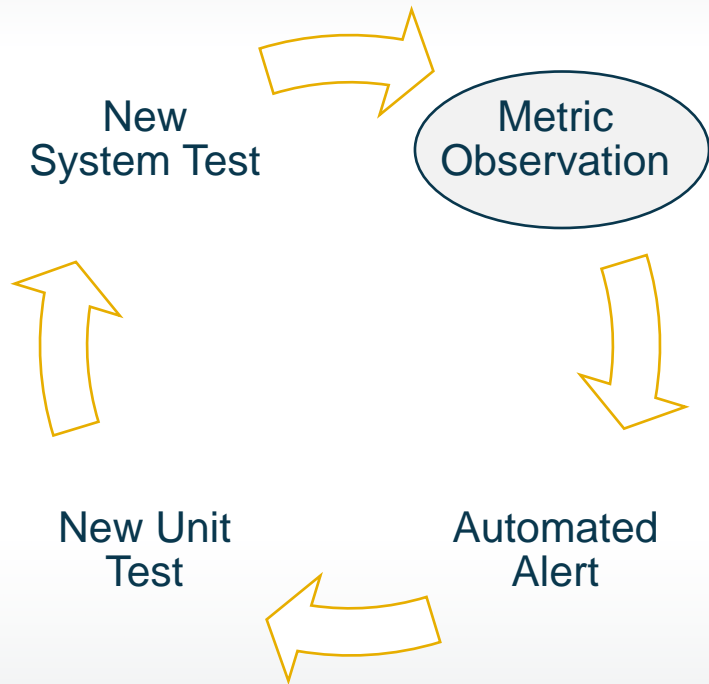 New
System Test
Metric
Observation
New Unit
Test
Automated
Alert